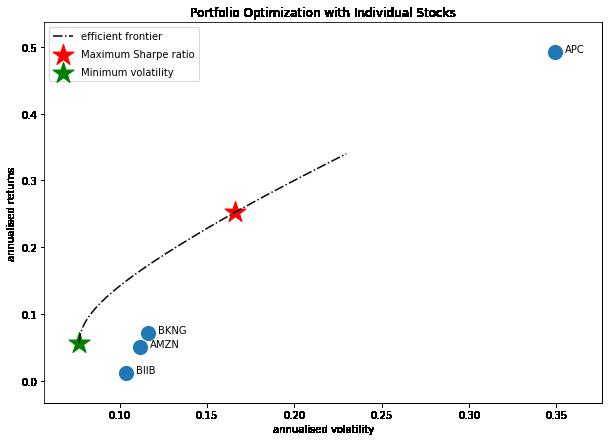 Portfolio Optimization with Individual Stocks
efficient frontier
Maximum Sharpe ratio
Minimum volatility
APC
BKNG
AMZN
BIIB
0.5
0.4
0.3
0.2
0.1
0.0
annualised returns
0.10 0.15 0.20 0.25 0.30 0.35
annualised volatility